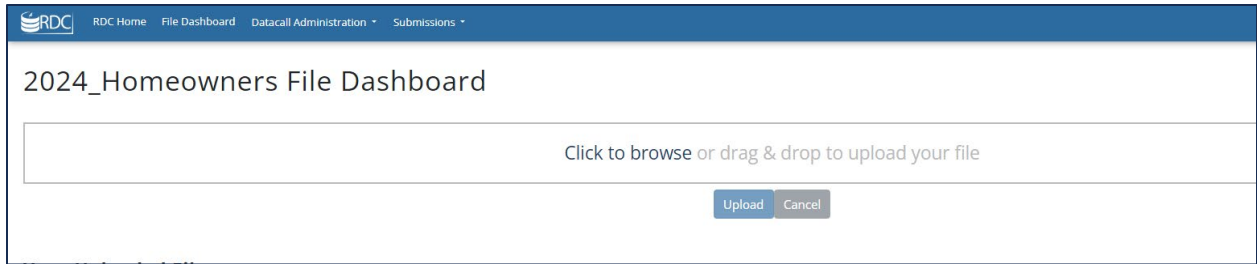 RDC RDC Home File Dashboard Datacall Administration Submissions
2024_Homeowners File Dashboard
Click to browse or drag & drop to upload your file
Upload Cancel